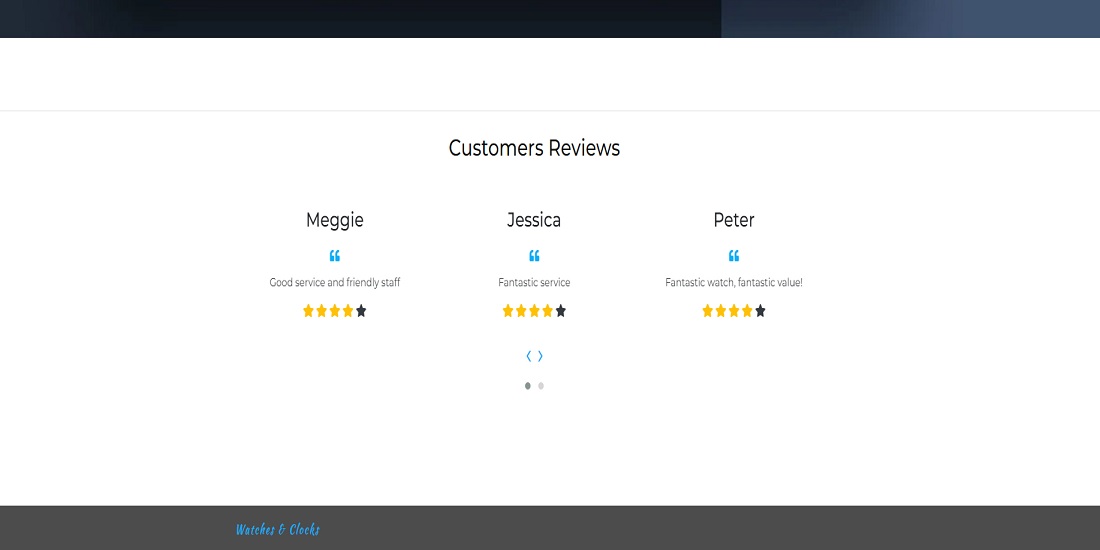 Customers Reviews
Meggie
Jessica
Peter
“
“
“
Good service and friendly staff
Fantastic service
Fantastic watch, fantastic value!
Watches & Clocks